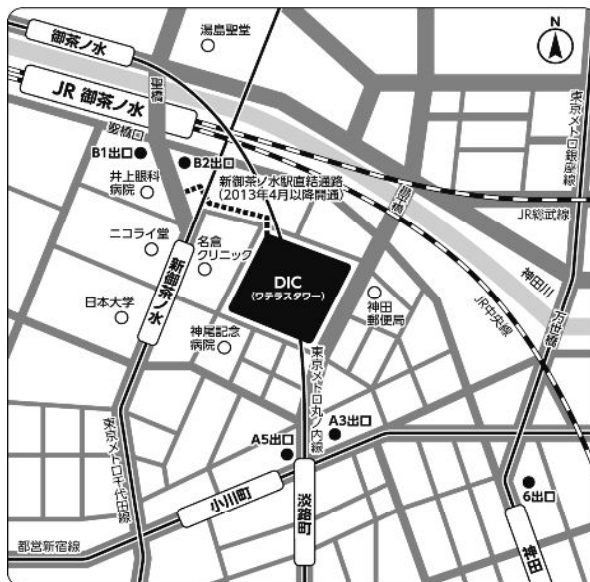 御茶ノ水
湯島聖堂
N
JR 御茶ノ水
聖橋
聖橋口
B1出口
B2出口
井上眼科
病院
新御茶ノ水駅直結通路
(2013年4月以降開通)
昌平橋
東京メトロ銀座線
JR総武線
ニコライ堂
名倉
クリニック
新御茶ノ水
DIC
(ワテラスタワー)
神田川
万世橋
日本大学
神田
郵便局
JR中央線
神尾記念
病院
東京メトロ丸ノ内線
東京メトロ千代田線
A5出口
A3出口
小川町
淡路町
6出口
都営新宿線
神田